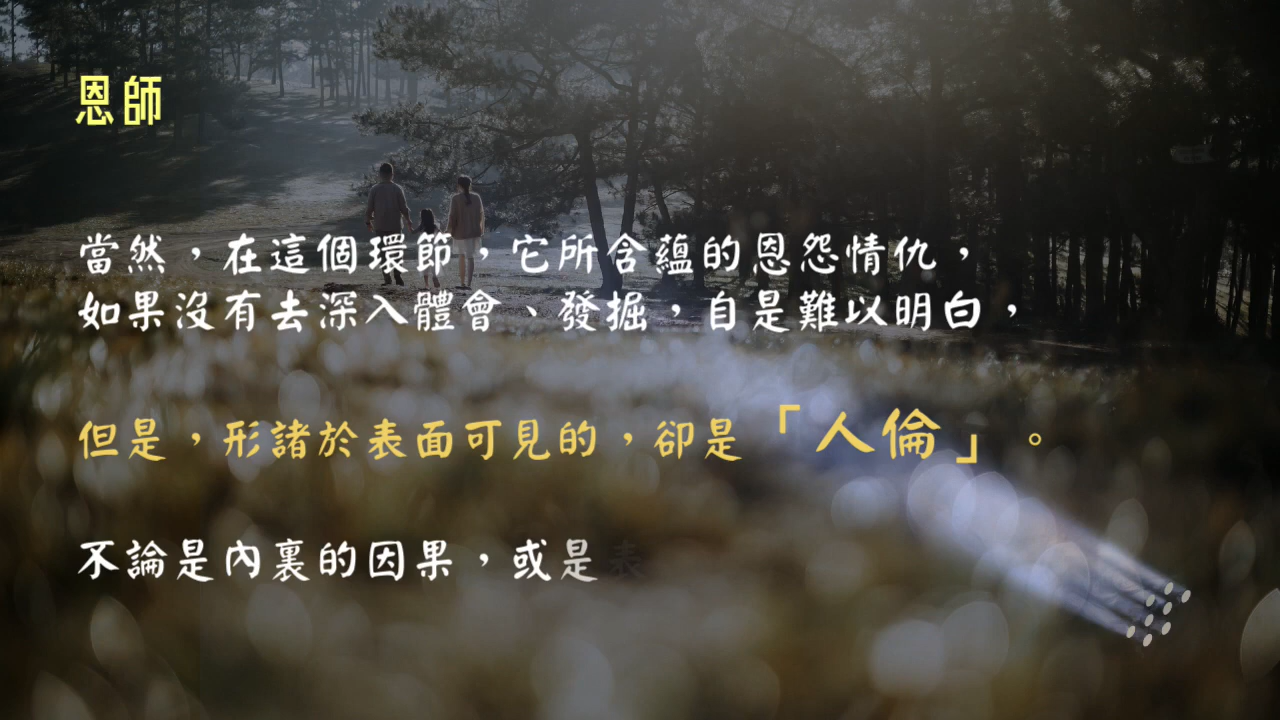 恩師
當然，在這個環節，它所含蘊的恩怨情仇，
如果沒有去深入體會、發掘，自是難以明白，
但是，形諸於表面可見的，卻是「人倫」。
不論是內裏的因果，或是表